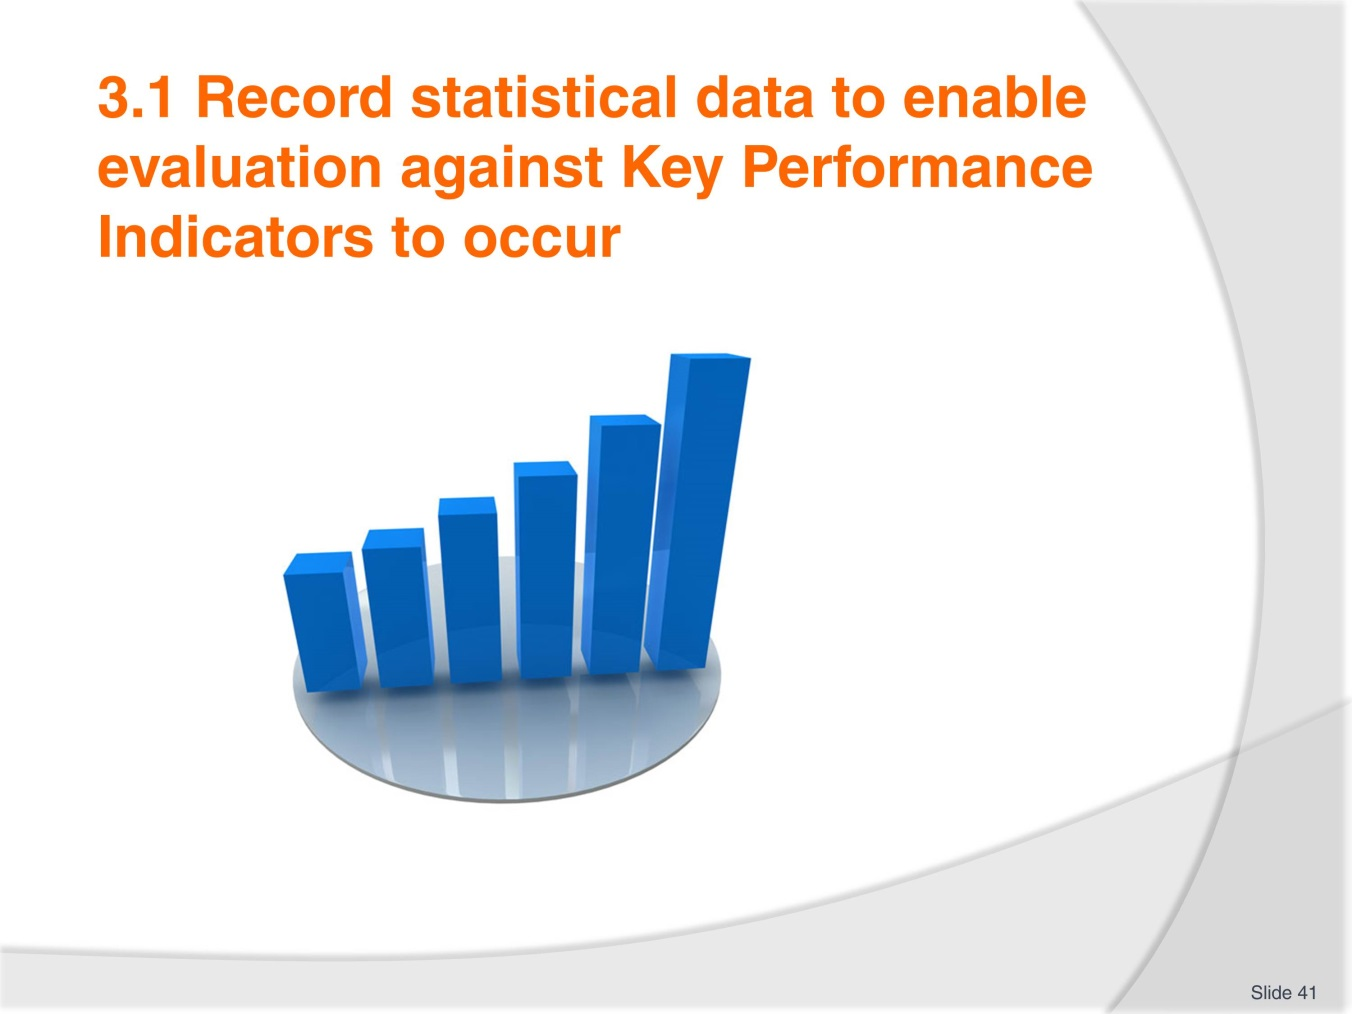 3.1 Record statistical data to enable
evaluation against Key Performance
Indicators to occur
Slide 41